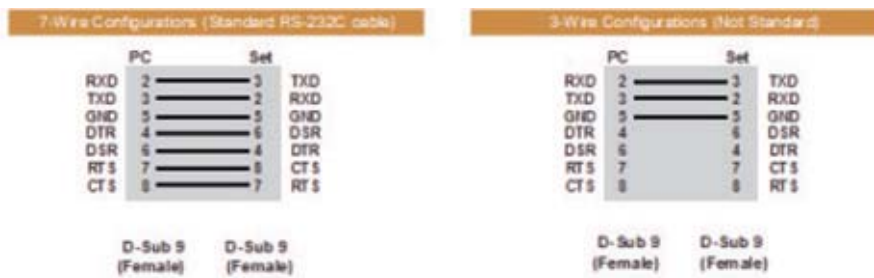 7-Wire Configurations (Standard RS-232C cable)
PC Set
RXD 2 3 TXD
TXD 3 2 RXD
GND 5 5 GND
DTR 4 6 DSR
DSR 6 4 DTR
RTS 7 8 CTS
CTS 8 7 RTS
D-Sub 9 D-Sub 9
(Female) (Female)
3-Wire Configurations (Not Standard)
PC Set
RXD 2 3 TXD
TXD 3 2 RXD
GND 5 5 GND
DTR 4 6 DSR
DSR 6 4 DTR
RTS 7 7 CTS
CTS 8 8 RTS
D-Sub 9 D-Sub 9
(Female) (Female)